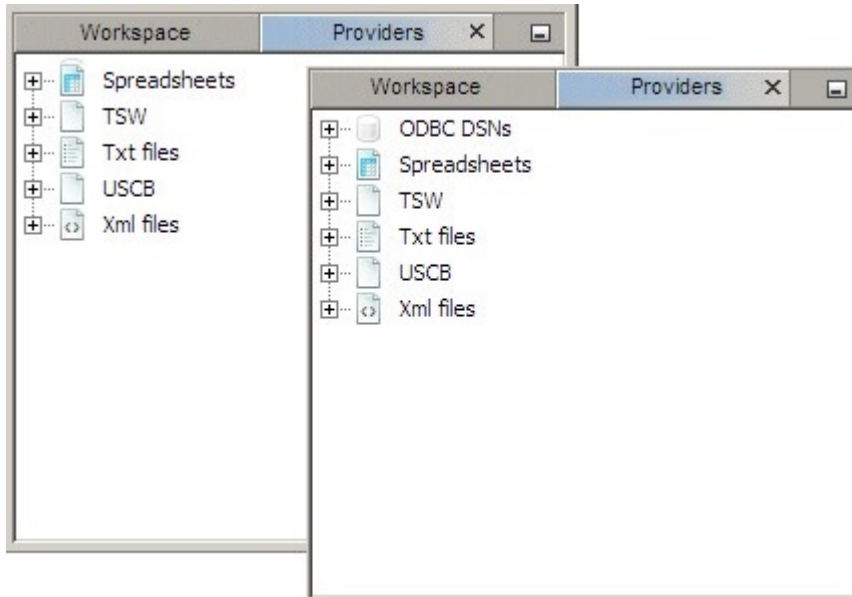 Workspace Providers
Spreadsheets
TSW
Txt files
USCB
Xml files
Workspace Providers
ODBC DSNs
Spreadsheets
TSW
Txt files
USCB
Xml files